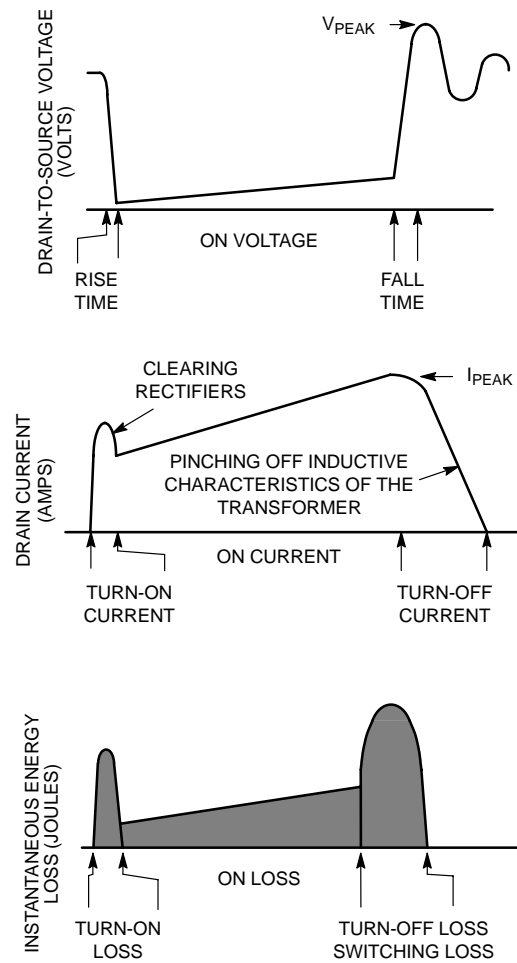 DRAIN-TO-SOURCE VOLTAGE
(VOLTS)
VPEAK
ON VOLTAGE
RISE
TIME
FALL
TIME
DRAIN CURRENT
(AMPS)
CLEARING
RECTIFIERS
IPEAK
PINCHING OFF INDUCTIVE
CHARACTERISTICS OF THE
TRANSFORMER
ON CURRENT
TURN-ON
CURRENT
TURN-OFF
CURRENT
INSTANTANEOUS ENERGY
LOSS (JOULES)
ON LOSS
TURN-ON
LOSS
TURN-OFF LOSS
SWITCHING LOSS